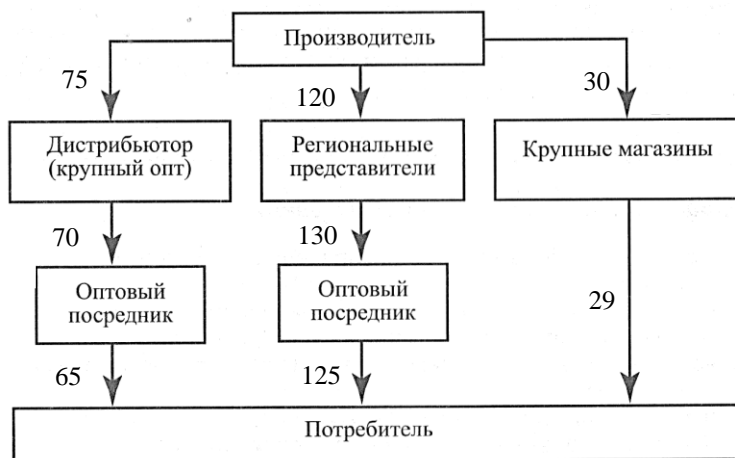 Производитель
75
120
30
Дистрибьютор
(крупный опт)
Региональные
представители
Крупные магазины
70
130
Оптовый
посредник
Оптовый
посредник
29
65
125
Потребитель